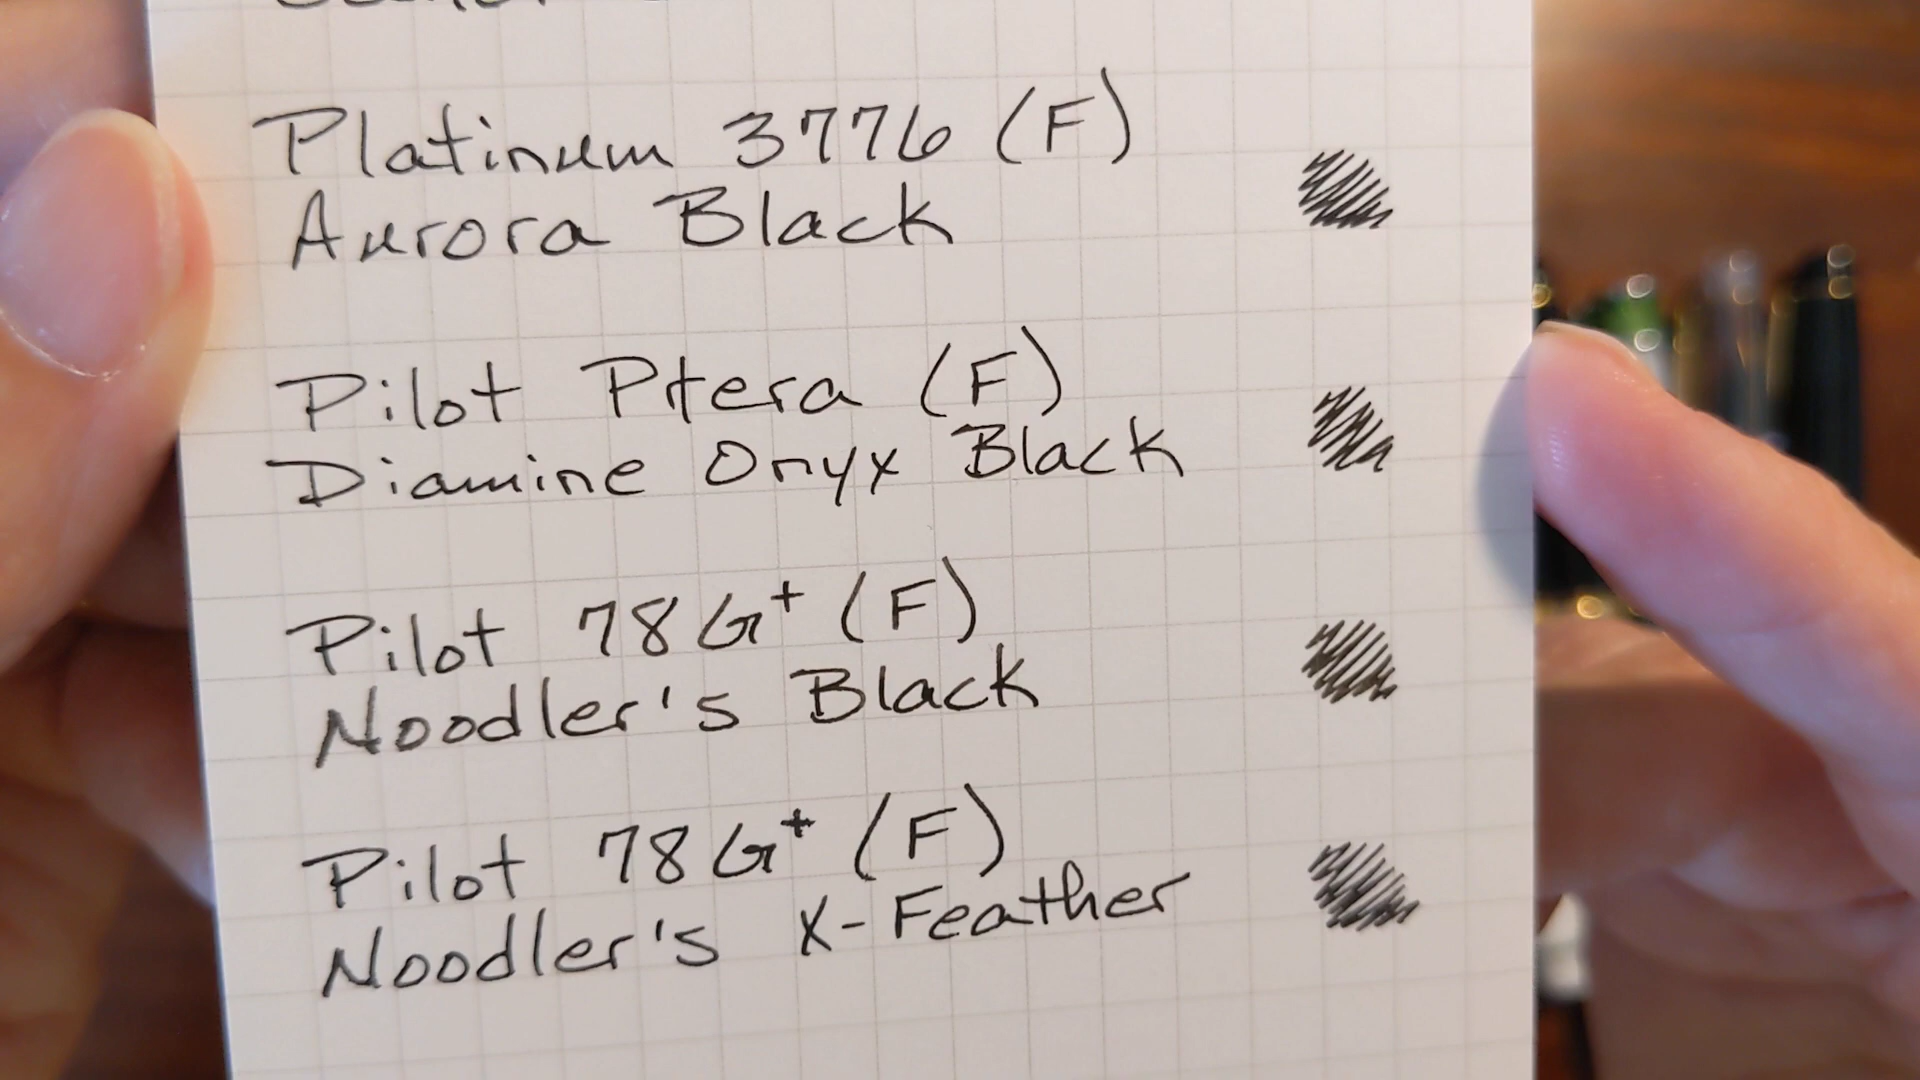 Platinum 3776 (F)
Aurora Black
Pilot Ptera (F)
Diamine Onyx Black
Pilot 78G+ (F)
Noodler's Black
Pilot 78G+ (F)
Noodler's X-Feather